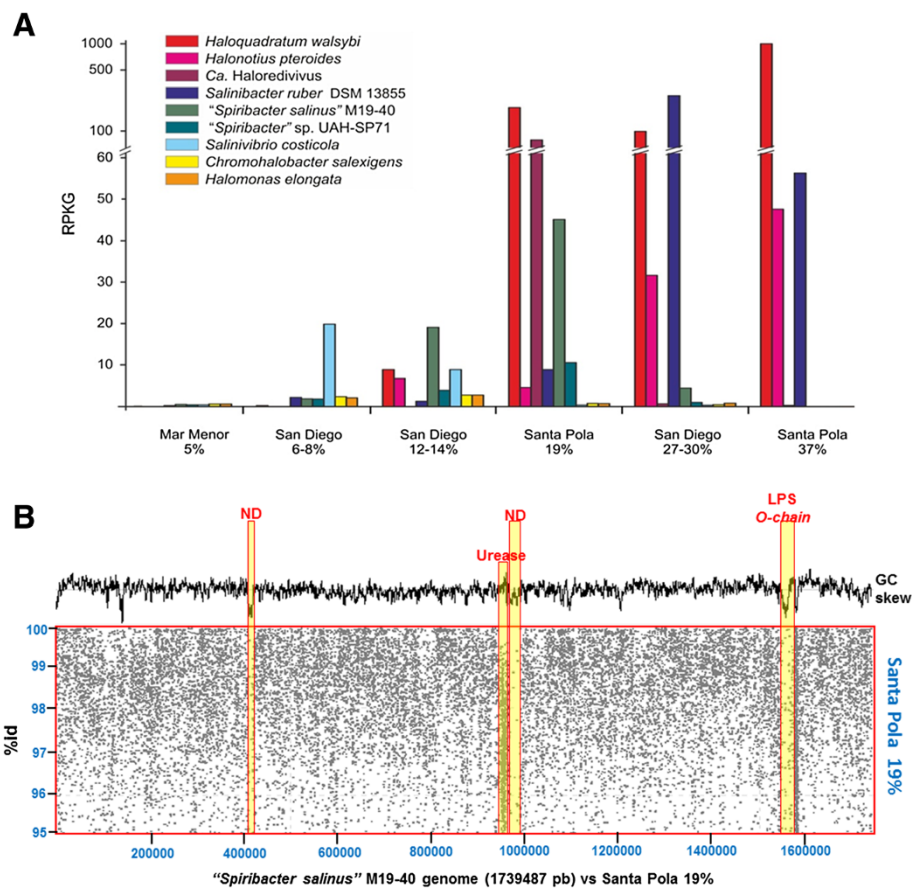 A
1000
500
100
60
50
40
30
20
10
RPKG
Haloquadratum walsybi
Halonotius pteroides
Ca. Haloredivivus
Salinibacter ruber DSM 13855
"Spiribacter salinus" M19-40
"Spiribacter" sp. UAH-SP71
Salinivibrio costicola
Chromohalobacter salexigens
Halomonas elongata
Mar Menor
5%
San Diego
6-8%
San Diego
12-14%
Santa Pola
19%
San Diego
27-30%
Santa Pola
37%
B
ND
Urease
ND
LPS
O-chain
GC
skew
100
99
98
97
96
95
%Id
Santa Pola 19%
200000
400000
600000
800000
1000000
1200000
1400000
1600000
"Spiribacter salinus" M19-40 genome (1739487 pb) vs Santa Pola 19%